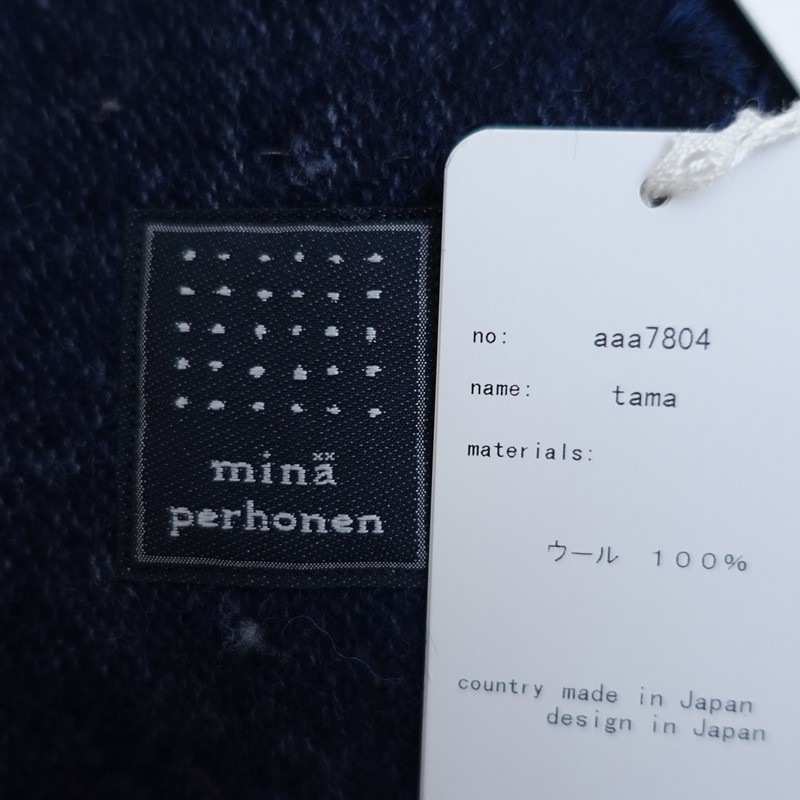 minä
perhonen
no: aaa7804
name: tama
materials:
ウール 100%
country made in Japan
design in Japan